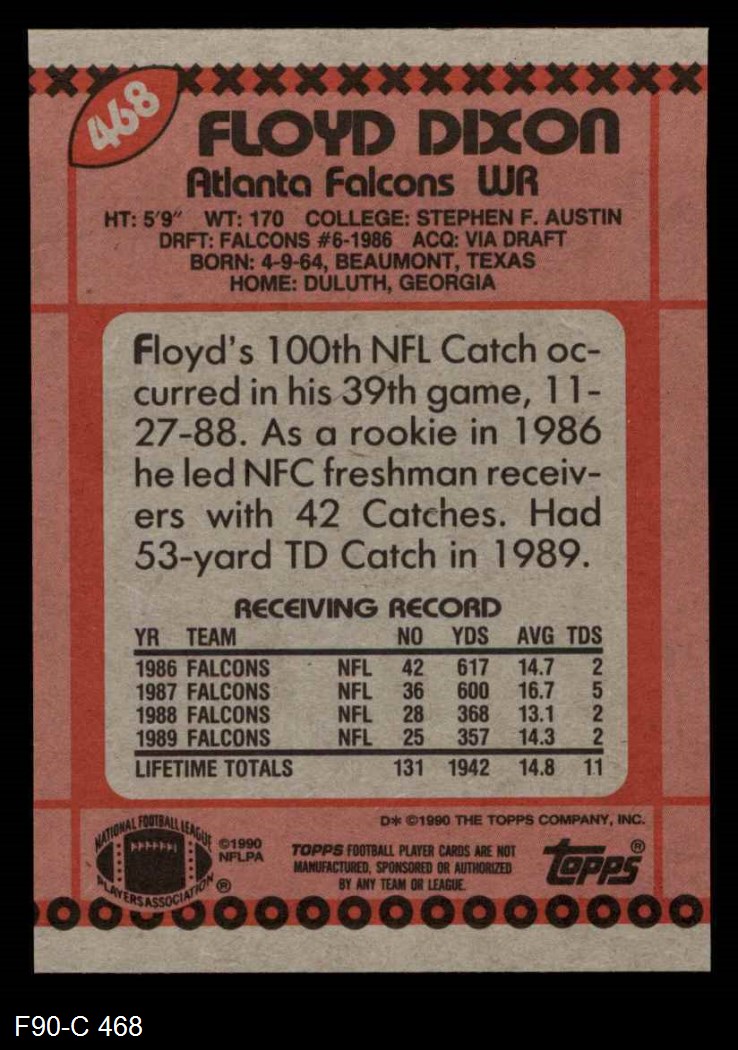 468
FLOYD DIXON
Atlanta Falcons WR
HT: 5'9" WT: 170 COLLEGE: STEPHEN F. AUSTIN
DRFT: FALCONS #6-1986 ACQ: VIA DRAFT
BORN: 4-9-64, BEAUMONT, TEXAS
HOME: DULUTH, GEORGIA
Floyd's 100th NFL Catch oc-
curred in his 39th game, 11-
27-88. As a rookie in 1986
he led NFC freshman receiv-
ers with 42 Catches. Had
53-yard TD Catch in 1989.
RECEIVING RECORD
YR TEAM NO YDS AVG TDS
1986 FALCONS NFL 42 617 14.7 2
1987 FALCONS NFL 36 600 16.7 5
1988 FALCONS NFL 28 368 13.1 2
1989 FALCONS NFL 25 357 14.3 2
LIFETIME TOTALS 131 1942 14.8 11
D* ©1990 THE TOPPS COMPANY, INC.
NATIONAL FOOTBALL LEAGUE
PLAYERS ASSOCIATION ®
©1990
NFLPA
TOPPS FOOTBALL PLAYER CARDS ARE NOT
MANUFACTURED, SPONSORED OR AUTHORIZED
BY ANY TEAM OR LEAGUE.
Topps®
F90-C 468